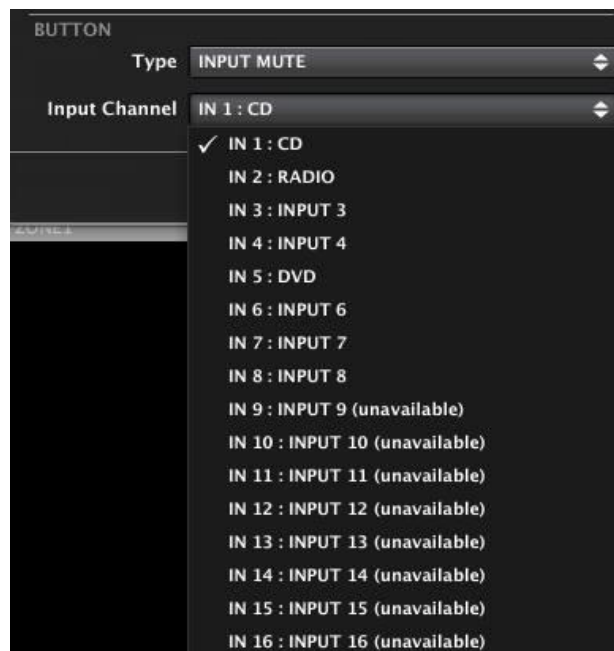 BUTTON
Type INPUT MUTE
Input Channel IN 1 : CD
✓ IN 1 : CD
IN 2 : RADIO
IN 3 : INPUT 3
IN 4 : INPUT 4
ZONE1
IN 5 : DVD
IN 6 : INPUT 6
IN 7 : INPUT 7
IN 8 : INPUT 8
IN 9 : INPUT 9 (unavailable)
IN 10 : INPUT 10 (unavailable)
IN 11 : INPUT 11 (unavailable)
IN 12 : INPUT 12 (unavailable)
IN 13 : INPUT 13 (unavailable)
IN 14 : INPUT 14 (unavailable)
IN 15 : INPUT 15 (unavailable)
IN 16 : INPUT 16 (unavailable)